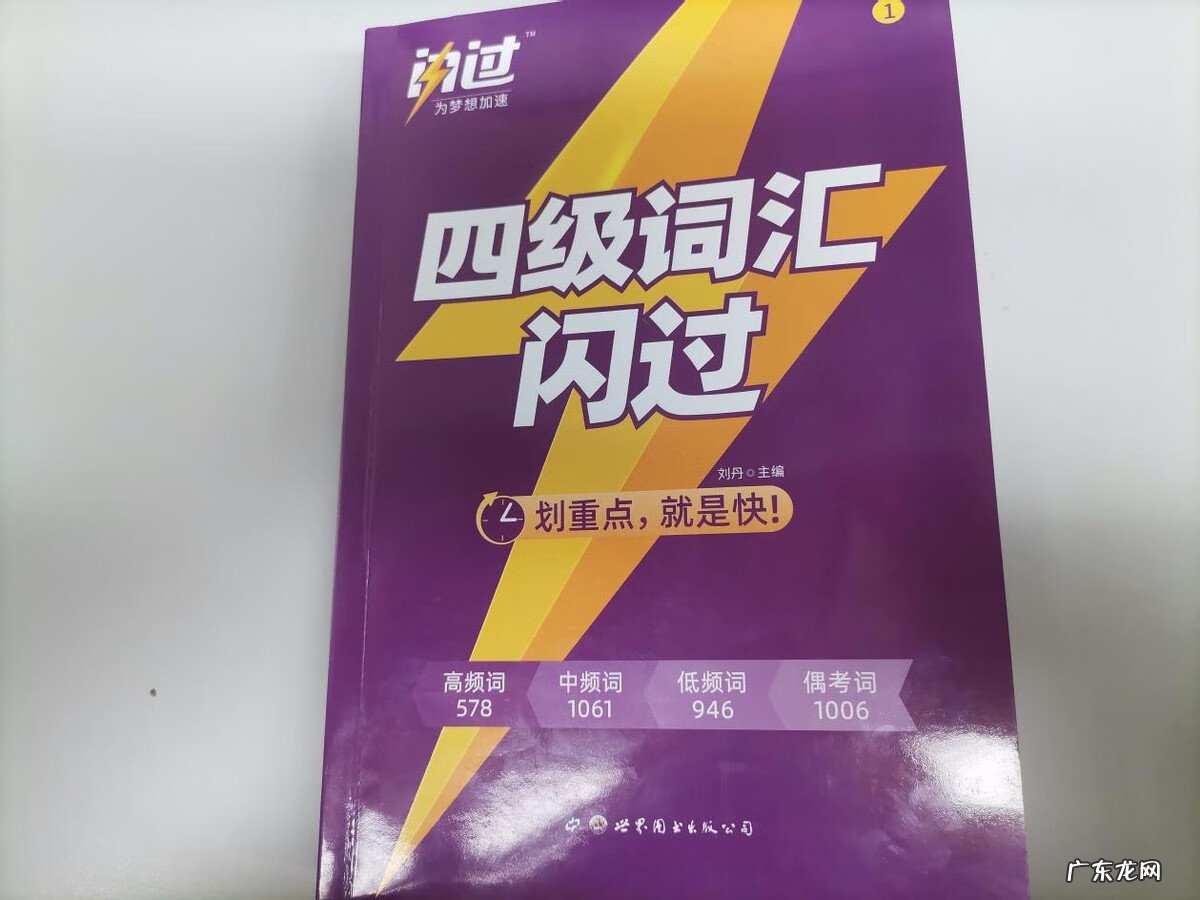 1
闪过™
为梦想加速
四级词汇
闪过
刘丹◎主编
划重点，就是快！
高频词 中频词 低频词 偶考词
578 1061 946 1006
世界图书出版公司
广东龙网